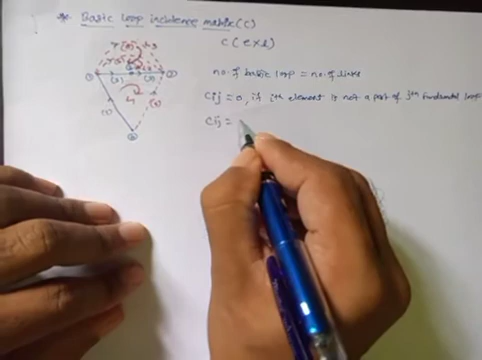 Basic loop incidence matrix (C)
C (e x l)
no. of basic loop = no. of links
Cij = 0, if ith element is not a part of jth fundamental loop
Cij =